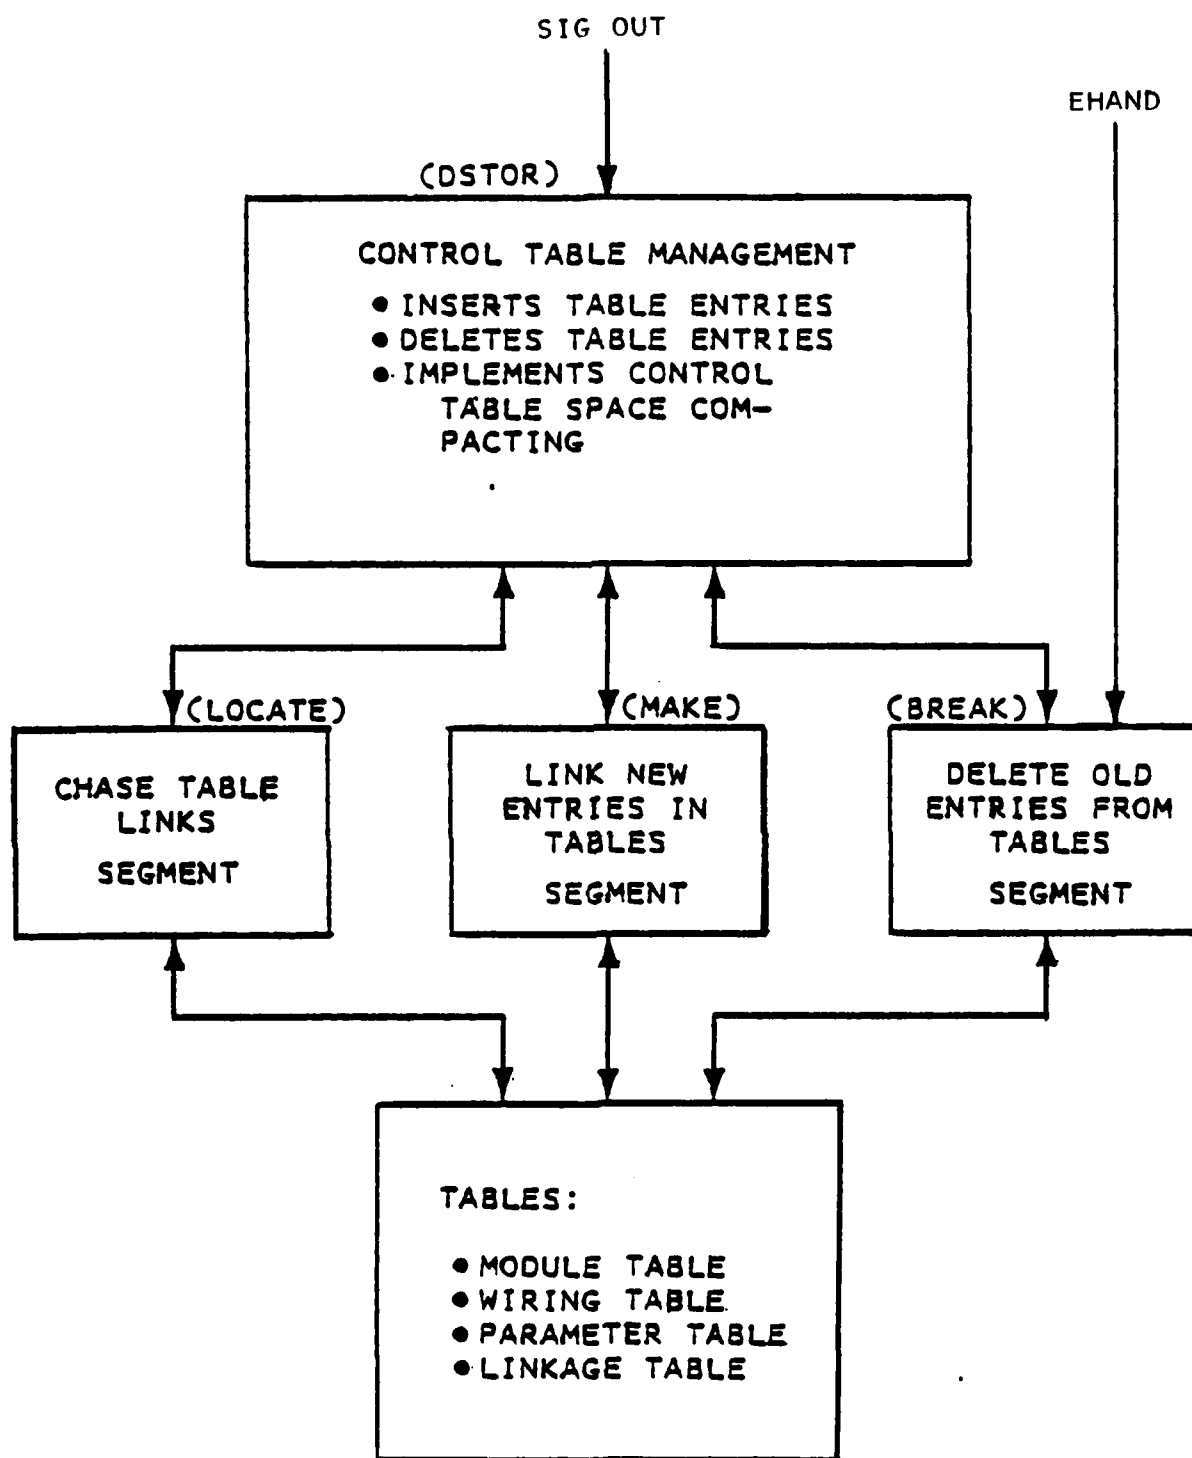 SIG OUT
EHAND
(DSTOR)
CONTROL TABLE MANAGEMENT
• INSERTS TABLE ENTRIES
• DELETES TABLE ENTRIES
• IMPLEMENTS CONTROL
TABLE SPACE COM-
PACTING
(LOCATE)
CHASE TABLE
LINKS
SEGMENT
(MAKE)
LINK NEW
ENTRIES IN
TABLES
SEGMENT
(BREAK)
DELETE OLD
ENTRIES FROM
TABLES
SEGMENT
TABLES:
• MODULE TABLE
• WIRING TABLE
• PARAMETER TABLE
• LINKAGE TABLE